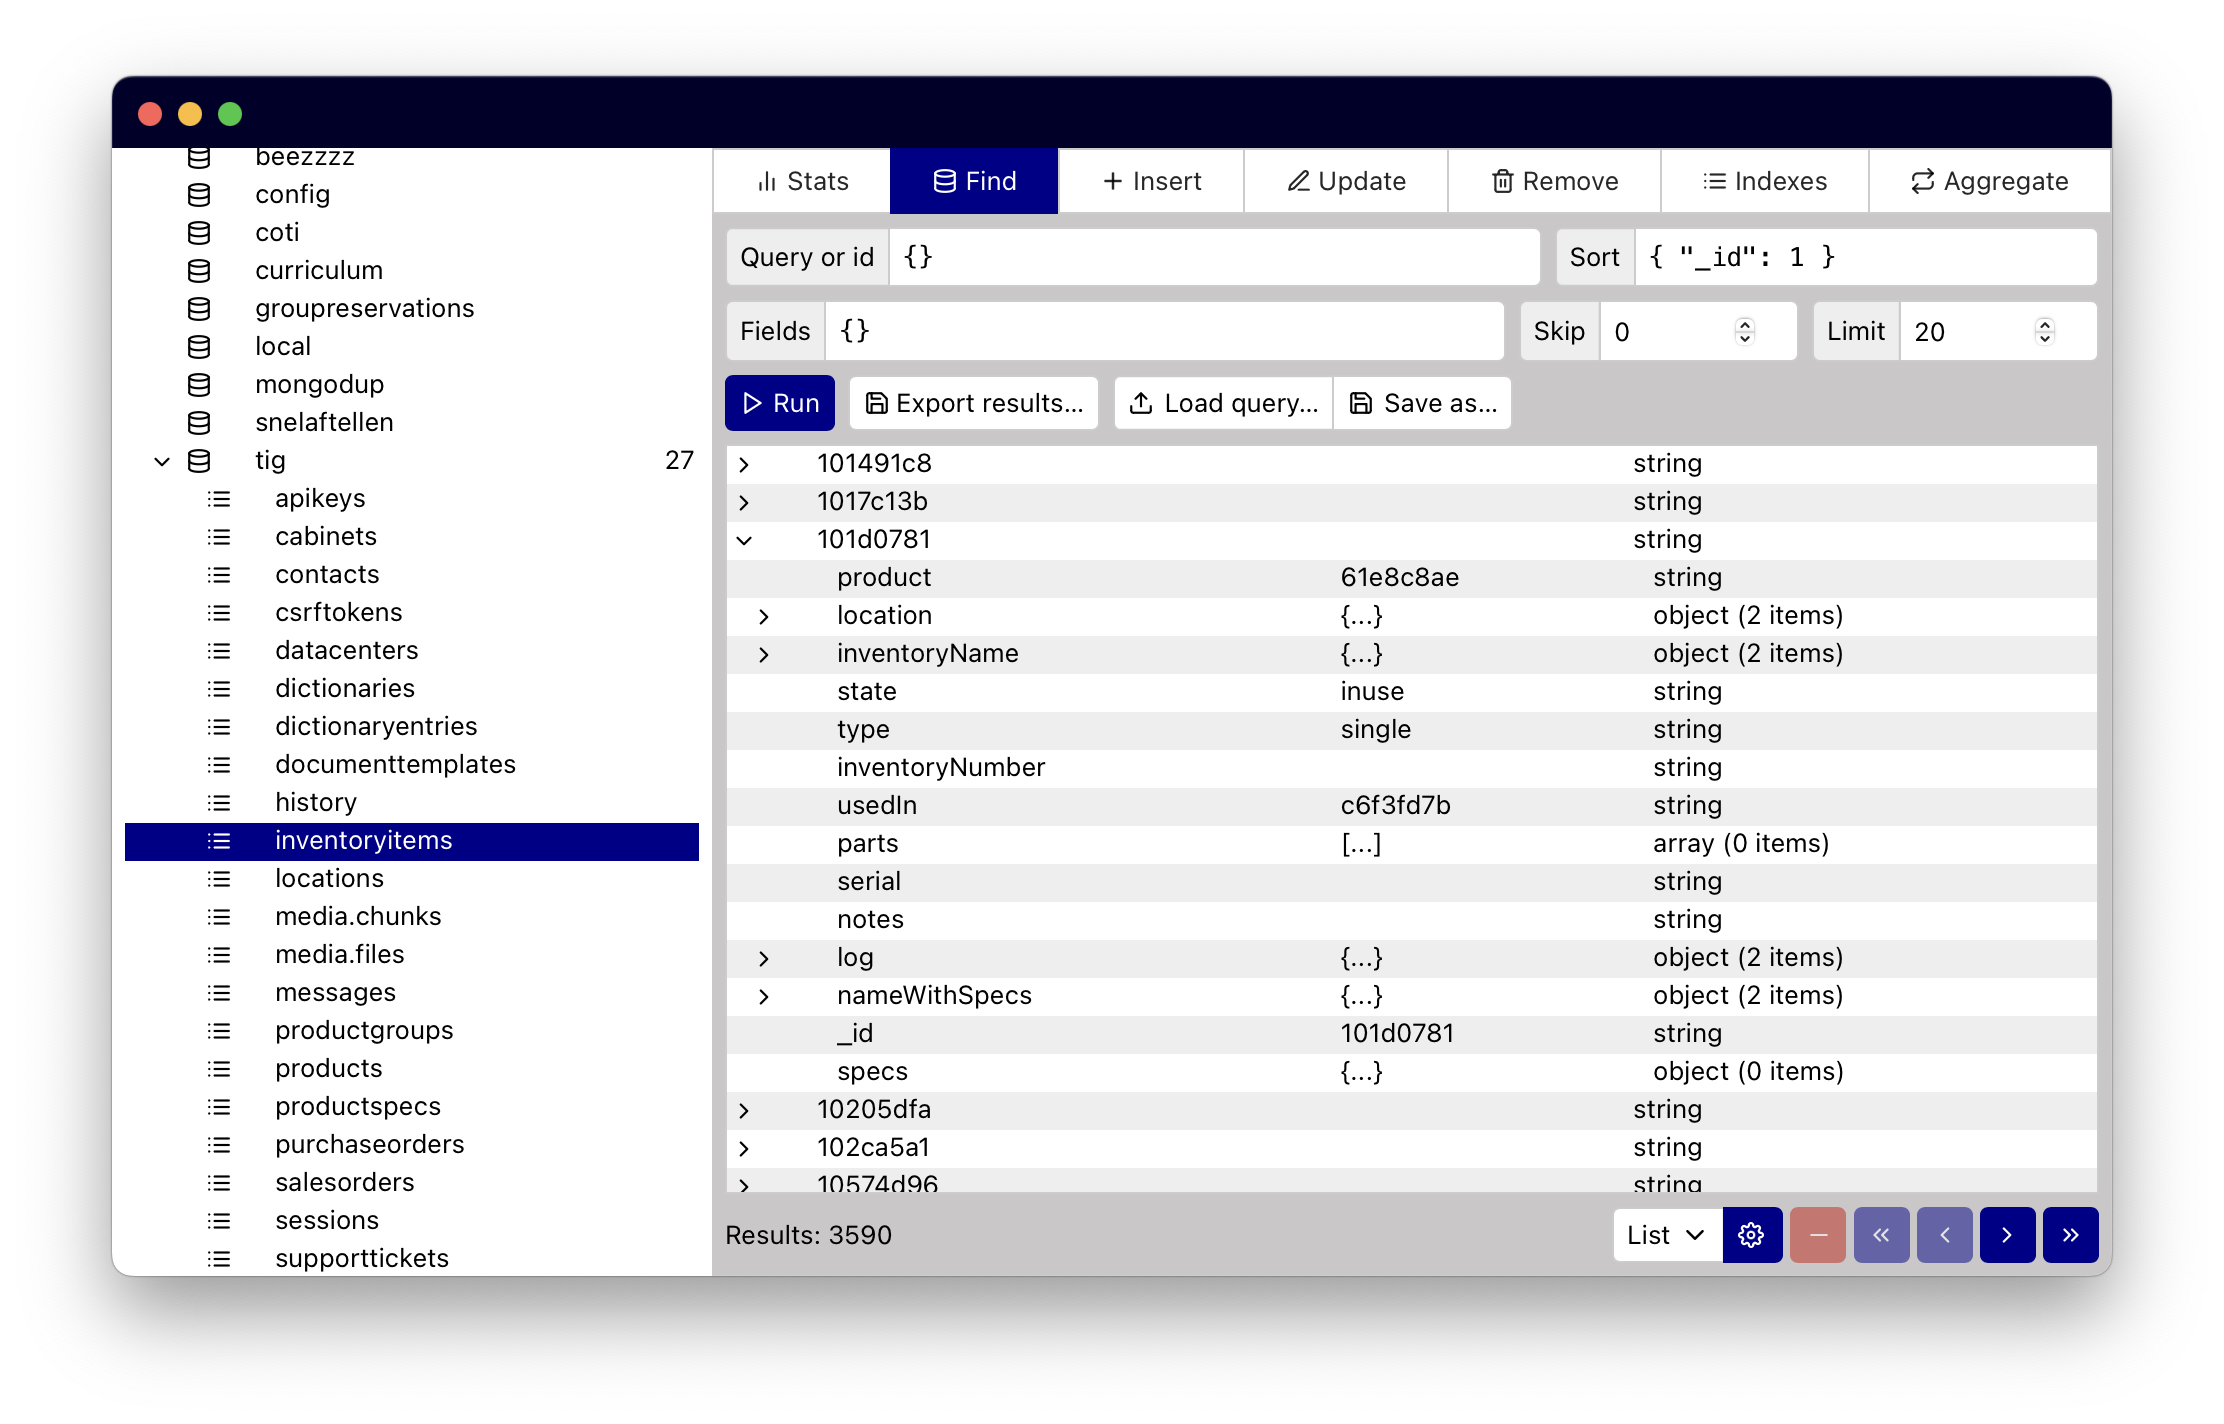 beezzzz
config
coti
curriculum
groupreservations
local
mongodup
snelaftellen
tig 27
apikeys
cabinets
contacts
csrftokens
datacenters
dictionaries
dictionaryentries
documenttemplates
history
inventoryitems
locations
media.chunks
media.files
messages
productgroups
products
productspecs
purchaseorders
salesorders
sessions
supporttickets
Stats Find Insert Update Remove Indexes Aggregate
Query or id {} Sort { "_id": 1 }
Fields {} Skip 0 Limit 20
Run Export results... Load query... Save as...
101491c8 string
1017c13b string
101d0781 string
product 61e8c8ae string
location {...} object (2 items)
inventoryName {...} object (2 items)
state inuse string
type single string
inventoryNumber string
usedIn c6f3fd7b string
parts [...] array (0 items)
serial string
notes string
log {...} object (2 items)
nameWithSpecs {...} object (2 items)
_id 101d0781 string
specs {...} object (0 items)
10205dfa string
102ca5a1 string
10574d96 string
Results: 3590 List